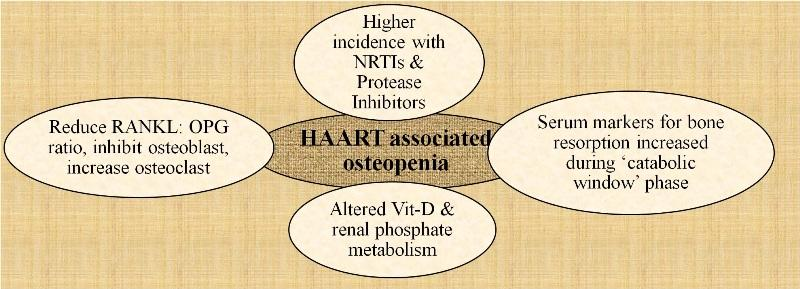 Higher
incidence with
NRTIs &
Protease
Inhibitors
Reduce RANKL: OPG
ratio, inhibit osteoblast,
increase osteoclast
HAART associated
osteopenia
Serum markers for bone
resorption increased
during ‘catabolic
window’ phase
Altered Vit-D &
renal phosphate
metabolism